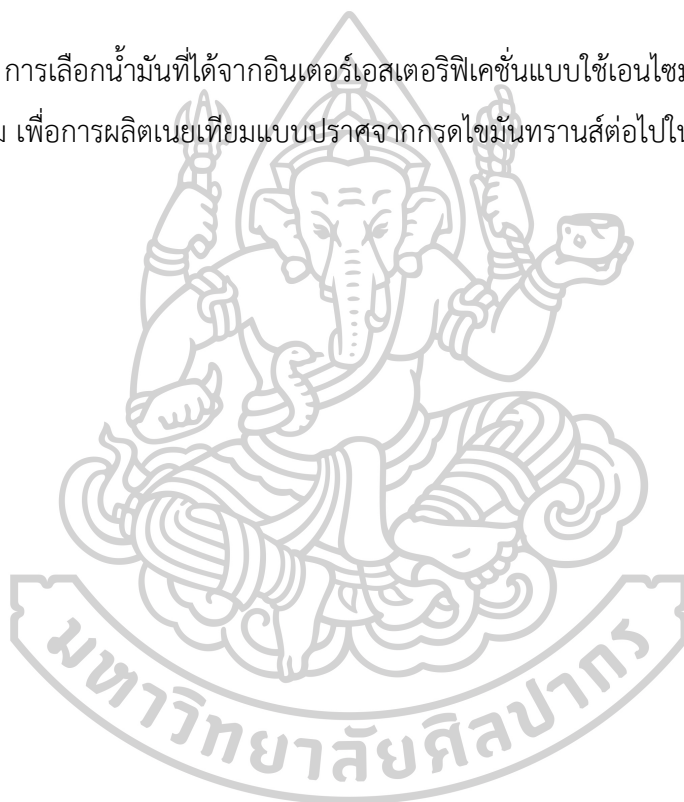 การเลือกน้ำมันที่ได้จากอินเตอร์เอสเตอริฟิเคชั่นแบบใช้เอนไซม
เพื่อการผลิตเนยเทียมแบบปราศจากกรดไขมันทรานส์ต่อไปใน
มหาวิทยาลัยศิลปากร